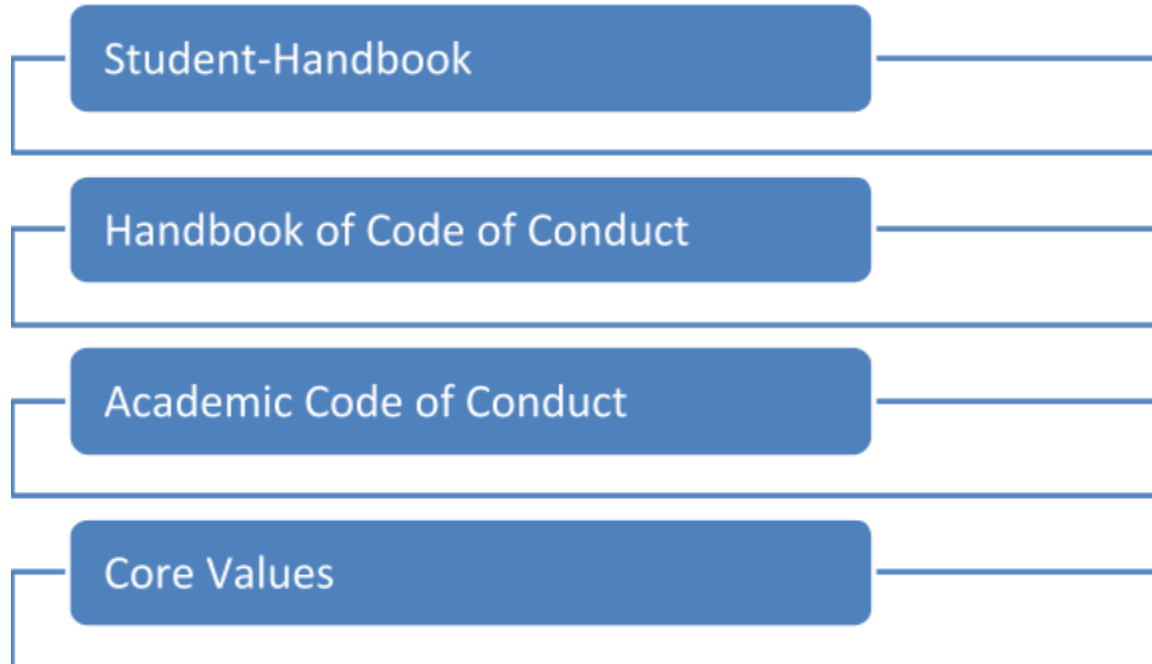 Student-Handbook
Handbook of Code of Conduct
Academic Code of Conduct
Core Values